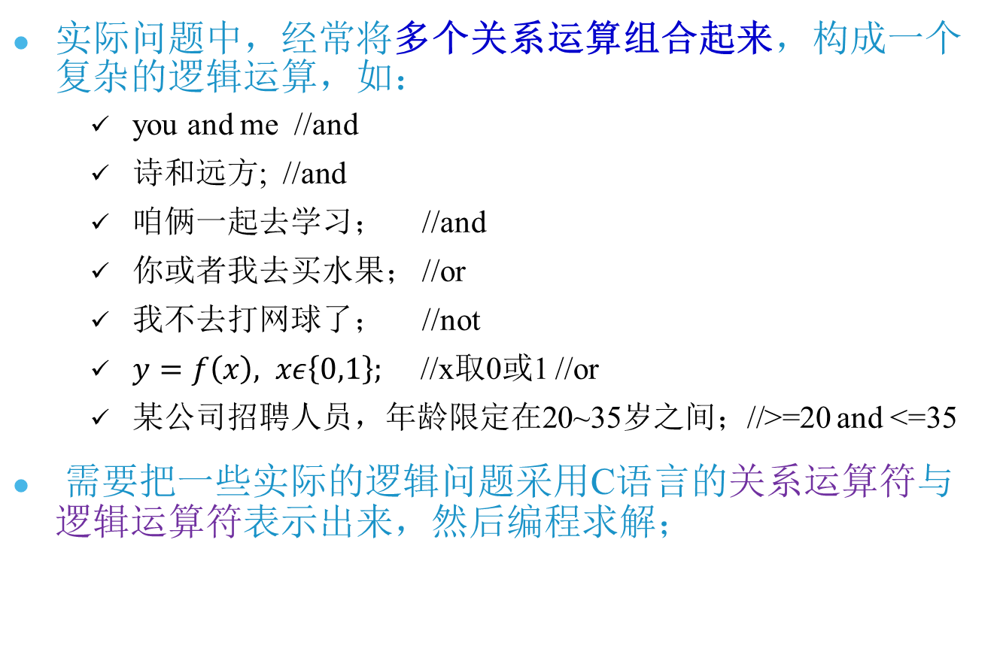 实际问题中，经常将多个关系运算组合起来，构成一个
复杂的逻辑运算，如：
you and me //and
诗和远方; //and
咱俩一起去学习； //and
你或者我去买水果； //or
我不去打网球了； //not
y = f(x), xϵ{0,1}; //x取0或1 //or
某公司招聘人员，年龄限定在20~35岁之间；//>=20 and <=35
需要把一些实际的逻辑问题采用C语言的关系运算符与
逻辑运算符表示出来，然后编程求解；